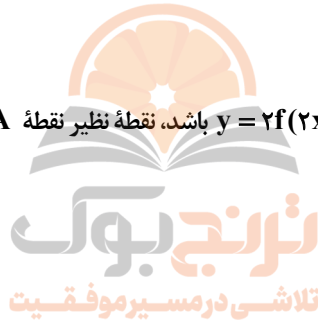 y = ۲f(۲x باشد، نقطهٔ نظیر نقطهٔ A
ترنج بوک
تلاشی در مسیر موفقیت